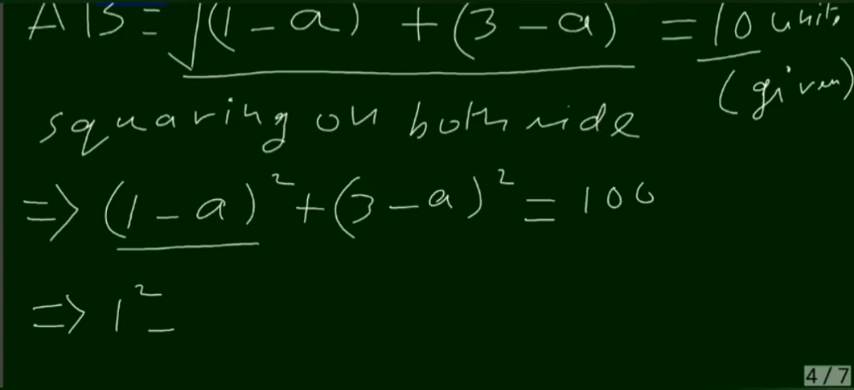 AB = √(1 - a) + (3 - a) = 10 units
(given)
squaring on both side
=> (1 - a)² + (3 - a)² = 100
=> 1² -
4 / 7